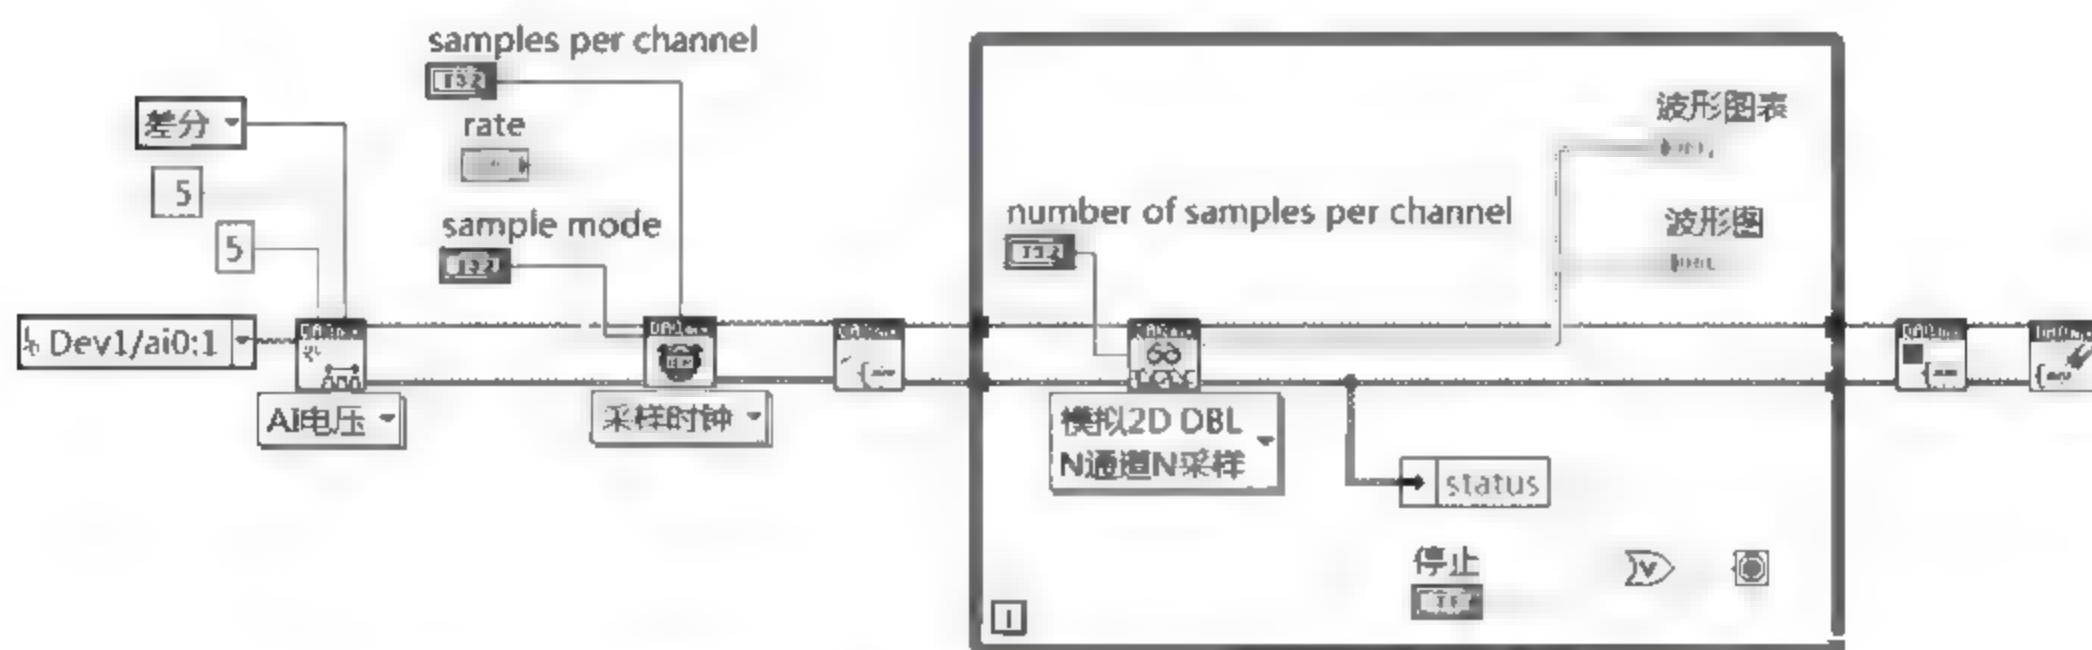 samples per channel
差分
rate
5
sample mode
5
Dev1/ai0:1
AI电压
采样时钟
number of samples per channel
波形图表
波形图
模拟2D DBL
N通道N采样
status
停止